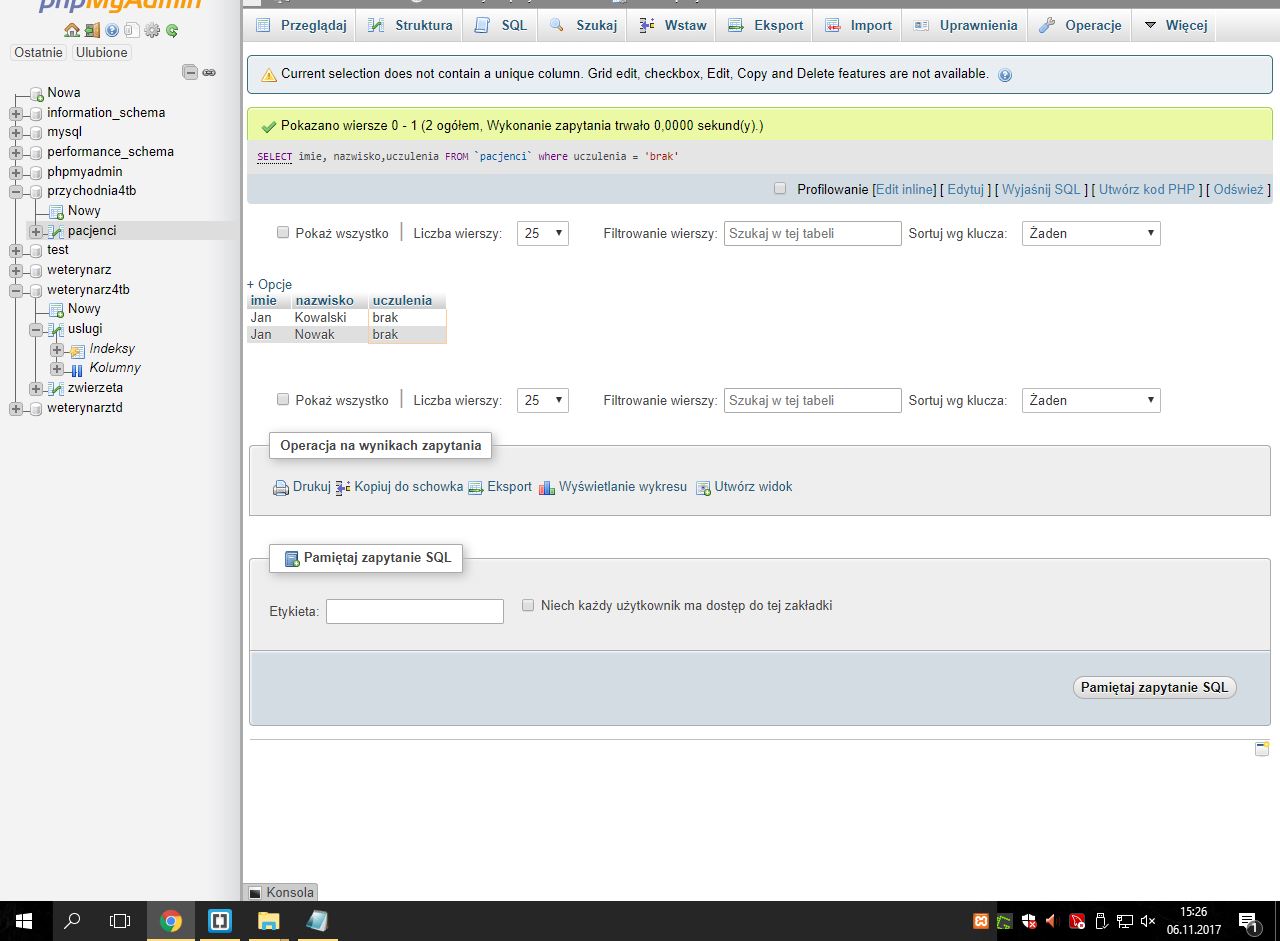 phpMyAdmin
Ostatnie Ulubione
Nowa
information_schema
mysql
performance_schema
phpmyadmin
przychodnia4tb
Nowy
pacjenci
test
weterynarz
weterynarz4tb
Nowy
uslugi
Indeksy
Kolumny
zwierzeta
weterynarztd
Przeglądaj Struktura SQL Szukaj Wstaw Eksport Import Uprawnienia Operacje Więcej
Current selection does not contain a unique column. Grid edit, checkbox, Edit, Copy and Delete features are not available.
Pokazano wiersze 0 - 1 (2 ogółem, Wykonanie zapytania trwało 0,0000 sekund(y).)
SELECT imie, nazwisko,uczulenia FROM `pacjenci` where uczulenia = 'brak'
Profilowanie [Edit inline] [ Edytuj ] [ Wyjaśnij SQL ] [ Utwórz kod PHP ] [ Odśwież ]
Pokaż wszystko Liczba wierszy: 25 Filtrowanie wierszy: Szukaj w tej tabeli Sortuj wg klucza: Żaden
+ Opcje
imie nazwisko uczulenia
Jan Kowalski brak
Jan Nowak brak
Pokaż wszystko Liczba wierszy: 25 Filtrowanie wierszy: Szukaj w tej tabeli Sortuj wg klucza: Żaden
Operacja na wynikach zapytania
Drukuj Kopiuj do schowka Eksport Wyświetlanie wykresu Utwórz widok
Pamiętaj zapytanie SQL
Etykieta: Niech każdy użytkownik ma dostęp do tej zakładki
Pamiętaj zapytanie SQL
Konsola
15:26
06.11.2017
1